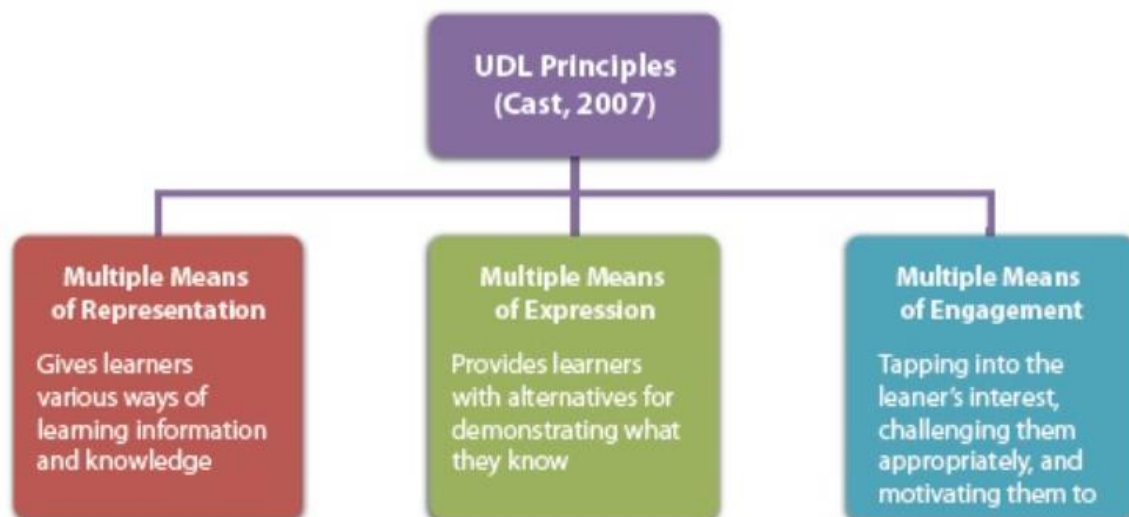 UDL Principles
(Cast, 2007)
Multiple Means
of Representation
Gives learners
various ways of
learning information
and knowledge
Multiple Means
of Expression
Provides learners
with alternatives for
demonstrating what
they know
Multiple Means
of Engagement
Tapping into the
leaner's interest,
challenging them
appropriately, and
motivating them to